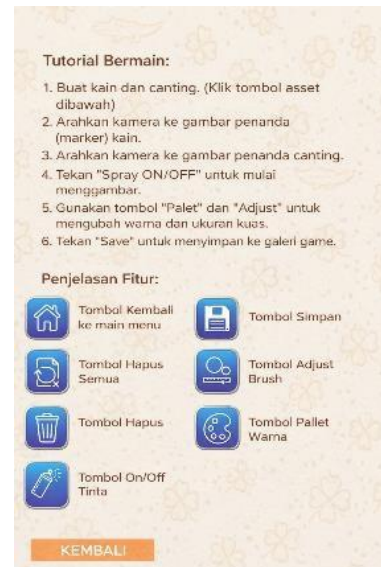 Tutorial Bermain:
1. Buat kain dan canting. (Klik tombol asset
dibawah)
2. Arahkan kamera ke gambar penanda
(marker) kain.
3. Arahkan kamera ke gambar penanda canting.
4. Tekan "Spray ON/OFF" untuk mulai
menggambar.
5. Gunakan tombol "Palet" dan "Adjust" untuk
mengubah warna dan ukuran kuas.
6. Tekan "Save" untuk menyimpan ke galeri game.
Penjelasan Fitur:
Tombol Kembali
ke main menu
Tombol Simpan
Tombol Hapus
Semua
Tombol Adjust
Brush
Tombol Hapus
Tombol Pallet
Warna
Tombol On/Off
Tinta
KEMBALI